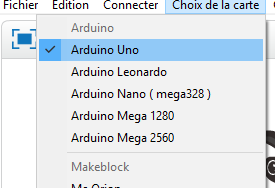 Fichier Edition Connecter Choix de la carte
Arduino
Arduino Uno
Arduino Leonardo
Arduino Nano ( mega328 )
Arduino Mega 1280
Arduino Mega 2560
Makeblock